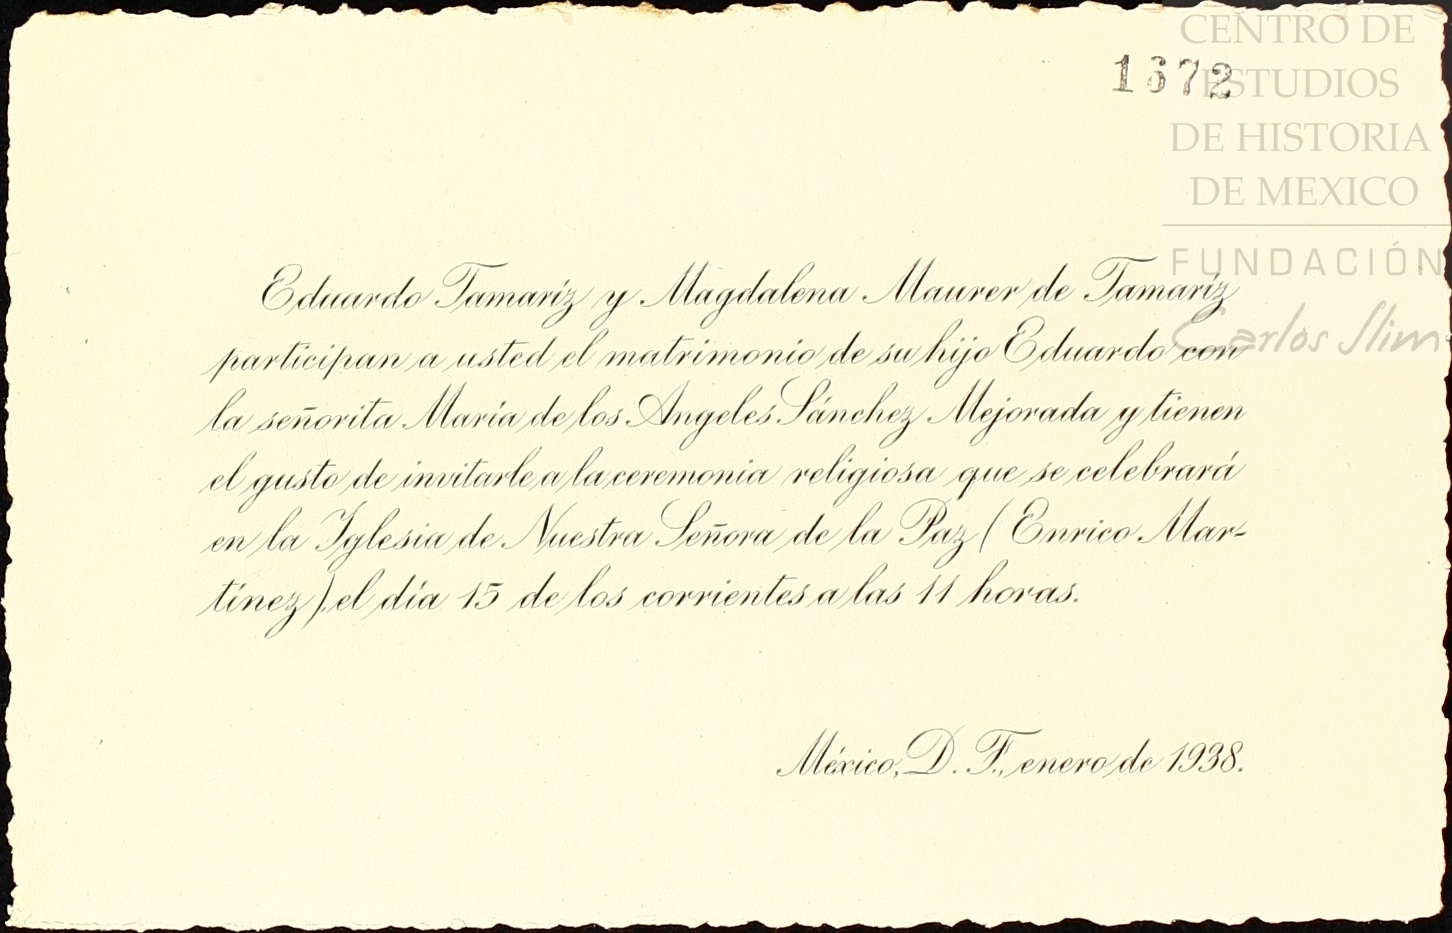 CENTRO DE
ESTUDIOS
DE HISTORIA
DE MEXICO
FUNDACIÓN
Carlos Slim
1672
Eduardo Tamaríz y Magdalena Maurer de Tamaríz
participan a usted el matrimonio de su hijo Eduardo con
la señorita María de los Angeles Sánchez Mejorada y tienen
el gusto de invitarle a la ceremonia religiosa que se celebrará
en la Iglesia de Nuestra Señora de la Paz (Enrico Mar-
tínez), el día 15 de los corrientes a las 11 horas.
México, D. F., enero de 1938.